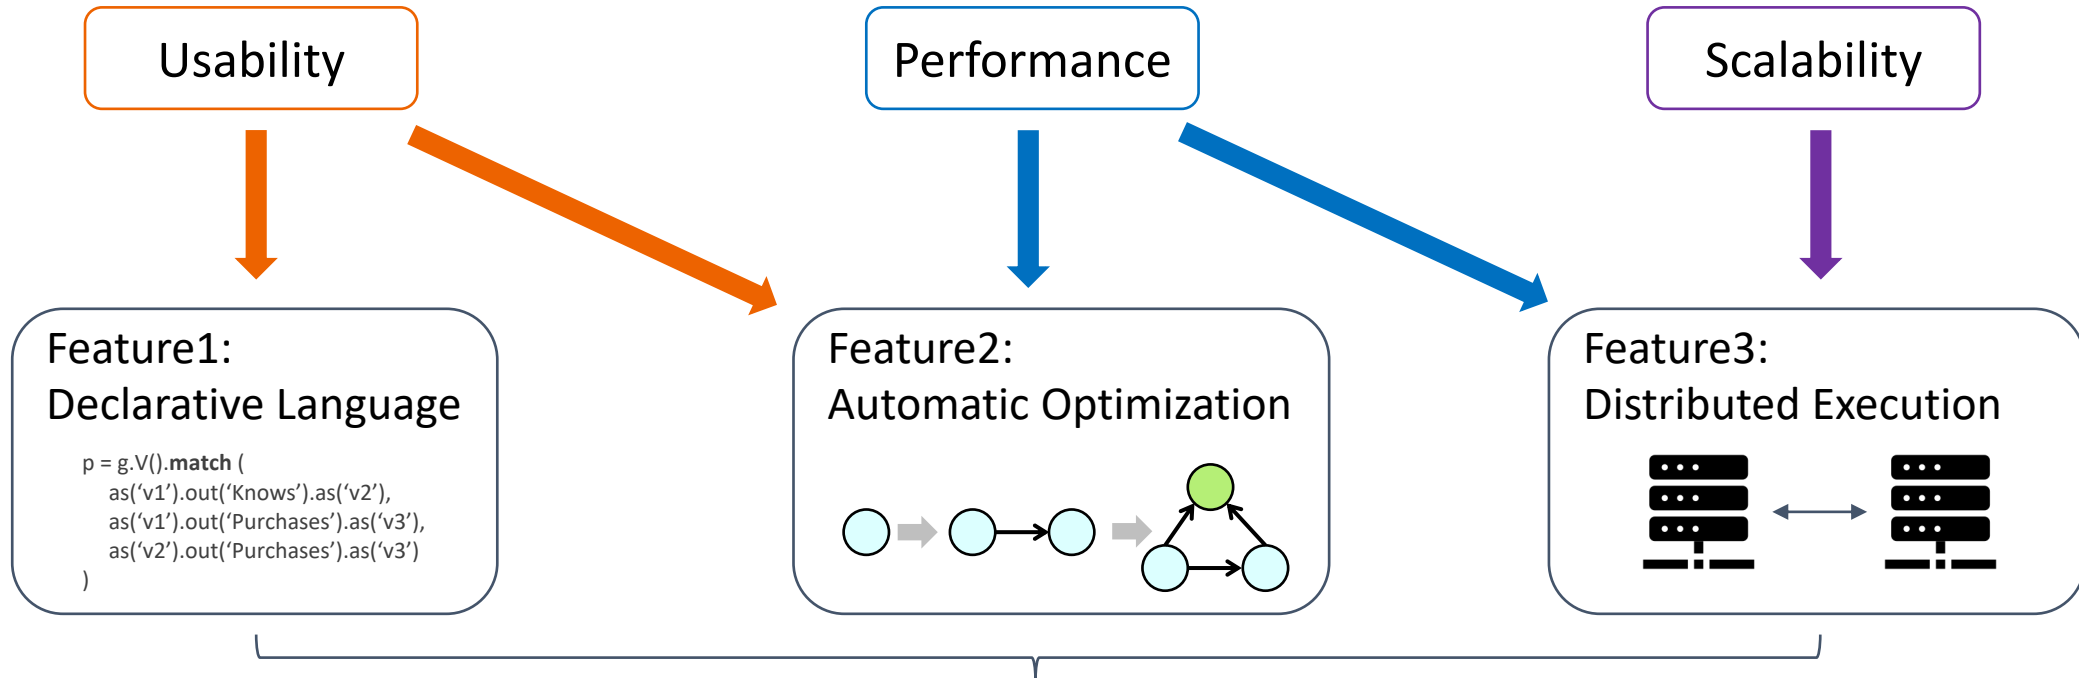 Usability
Performance
Scalability
Feature1:
Declarative Language
p = g.V().match (
as(‘v1’).out(‘Knows’).as(‘v2’),
as(‘v1’).out(‘Purchases’).as(‘v3’),
as(‘v2’).out(‘Purchases’).as(‘v3’)
)
Feature2:
Automatic Optimization
Feature3:
Distributed Execution